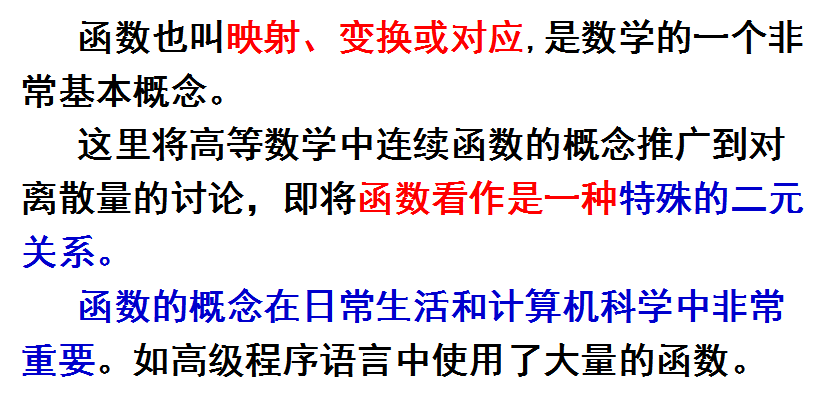 函数也叫映射、变换或对应,是数学的一个非
常基本概念。
这里将高等数学中连续函数的概念推广到对
离散量的讨论，即将函数看作是一种特殊的二元
关系。
函数的概念在日常生活和计算机科学中非常
重要。如高级程序语言中使用了大量的函数。